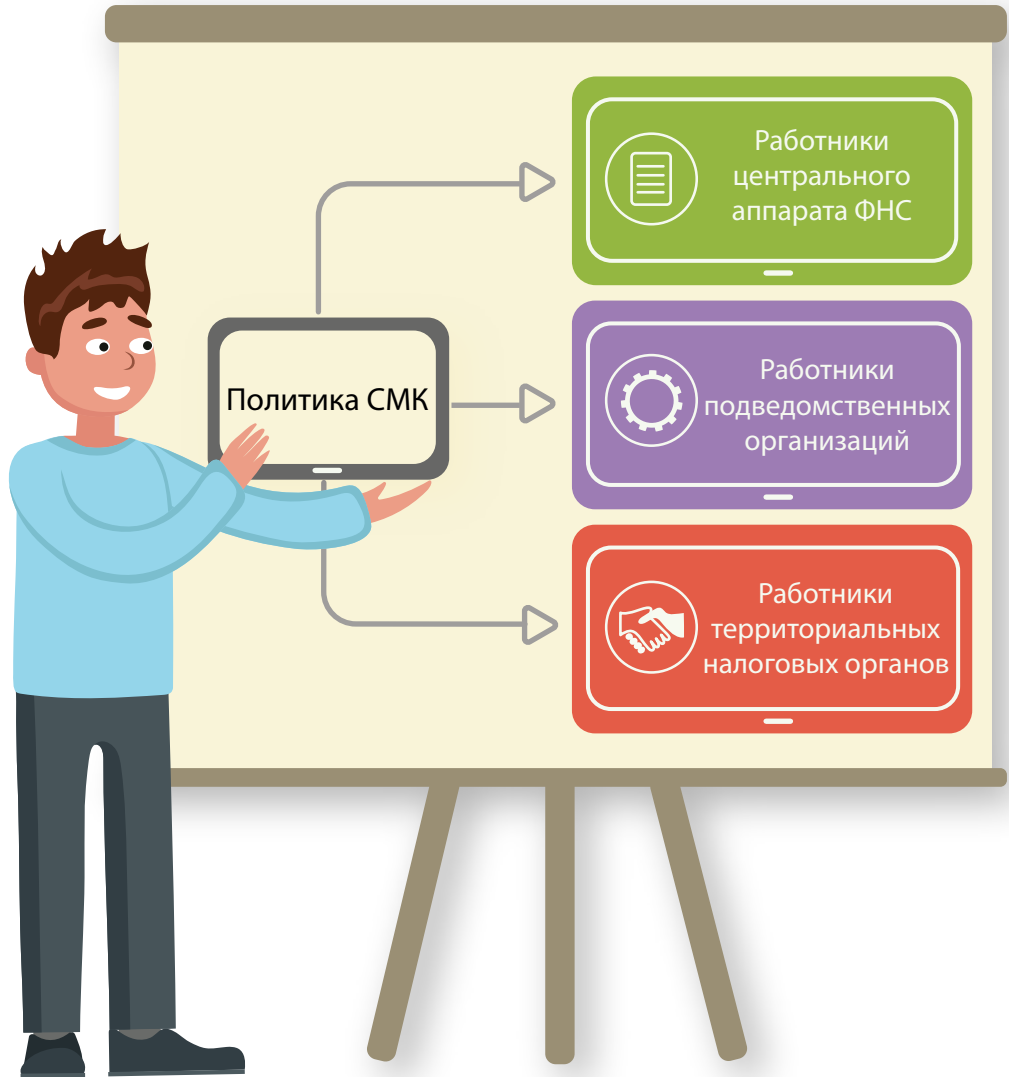 Работники
центрального
аппарата ФНС
Политика СМК
Работники
подведомственных
организаций
Работники
территориальных
налоговых органов